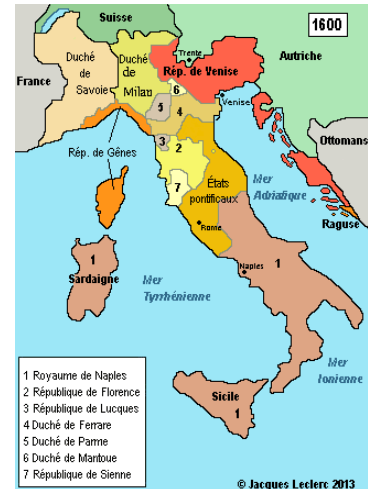 Suisse
1600
Autriche
Trente
Duché
de
Savoie
Duché
de
Milau
Rép. de Venise
France
6
Venise
5
4
Ottomans
Rép. de Gênes
3
2
Mer
Adriatique
États
pontificaux
7
Raguse
Rome
1
Sardaigne
Naples
1
Mer
Tyrrhénienne
Mer
Ionienne
Sicile
1
1 Royaume de Naples
2 République de Florence
3 République de Lucques
4 Duché de Ferrare
5 Duché de Parme
6 Duché de Mantoue
7 République de Sienne
© Jacques Leclerc 2013